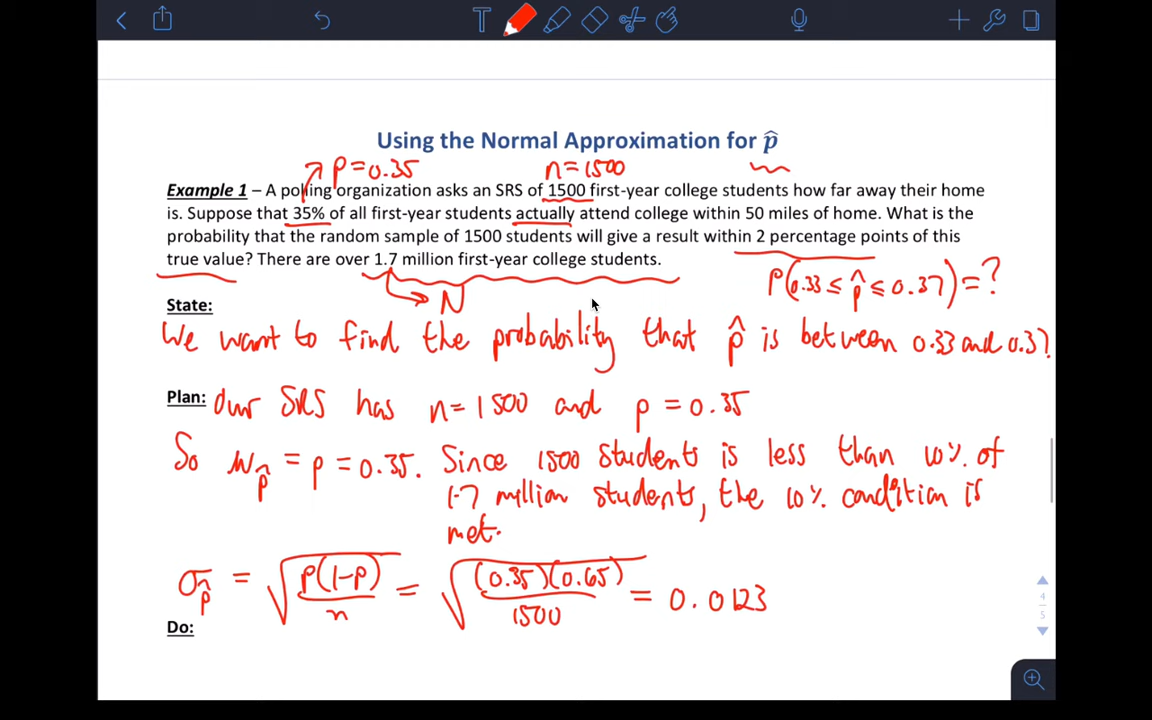 Using the Normal Approximation for p̂
p = 0.35
n = 1500
Example 1 – A polling organization asks an SRS of 1500 first-year college students how far away their home
is. Suppose that 35% of all first-year students actually attend college within 50 miles of home. What is the
probability that the random sample of 1500 students will give a result within 2 percentage points of this
true value? There are over 1.7 million first-year college students.
P(0.33 ≤ p̂ ≤ 0.37) = ?
N
State:
We want to find the probability that p̂ is between 0.33 and 0.37.
Plan: Our SRS has n = 1500 and p = 0.35
So μp̂ = p = 0.35. Since 1500 students is less than 10% of
1.7 million students, the 10% condition is
met.
σp̂ = √(p(1-p)/n) = √((0.35)(0.65)/1500) = 0.0123
Do:
4
5